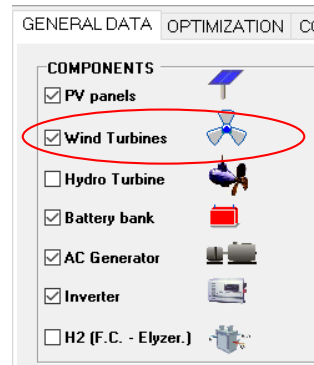 GENERAL DATA OPTIMIZATION
COMPONENTS
PV panels
Wind Turbines
Hydro Turbine
Battery bank
AC Generator
Inverter
H2 (F.C. - Elyzer.)